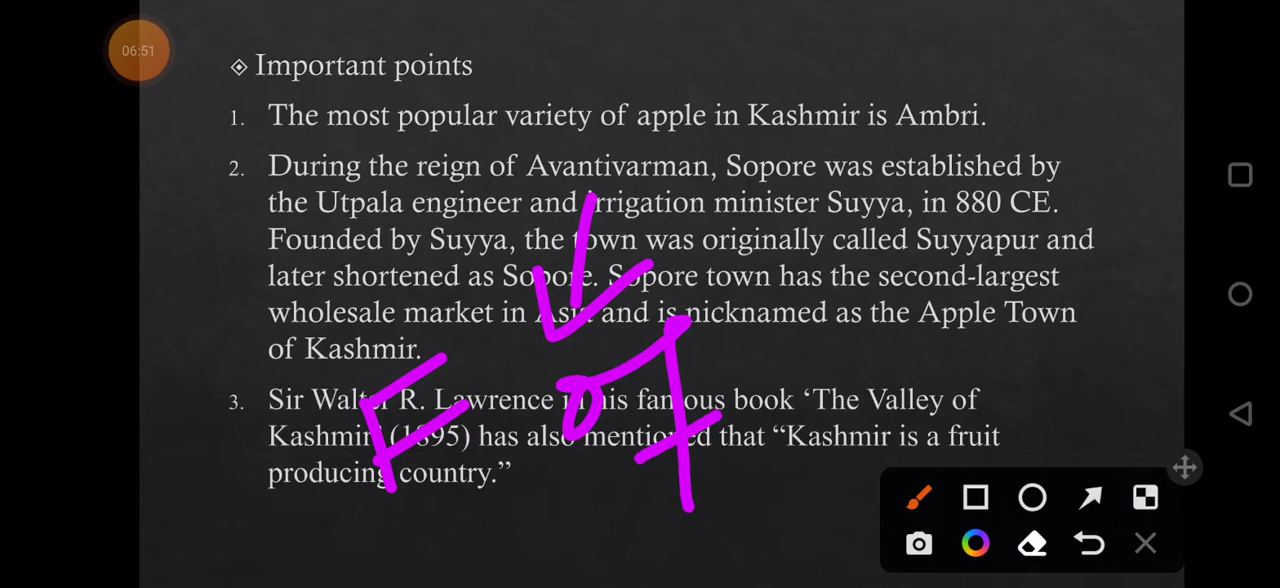 06:51
◈ Important points
1. The most popular variety of apple in Kashmir is Ambri.
2. During the reign of Avantivarman, Sopore was established by
the Utpala engineer and irrigation minister Suyya, in 880 CE.
Founded by Suyya, the town was originally called Suyyapur and
later shortened as Sopore. Sopore town has the second-largest
wholesale market in Asia and is nicknamed as the Apple Town
of Kashmir.
3. Sir Walter R. Lawrence in his famous book ‘The Valley of
Kashmir’ (1895) has also mentioned that “Kashmir is a fruit
producing country.”